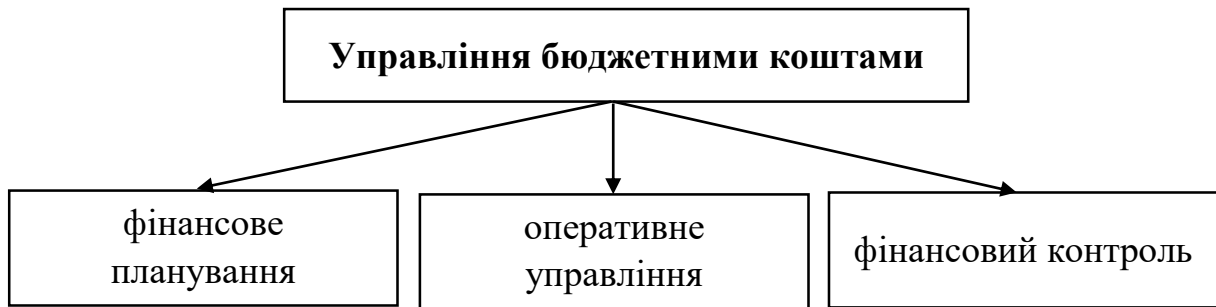 Управління бюджетними коштами
фінансове
планування
оперативне
управління
фінансовий контроль